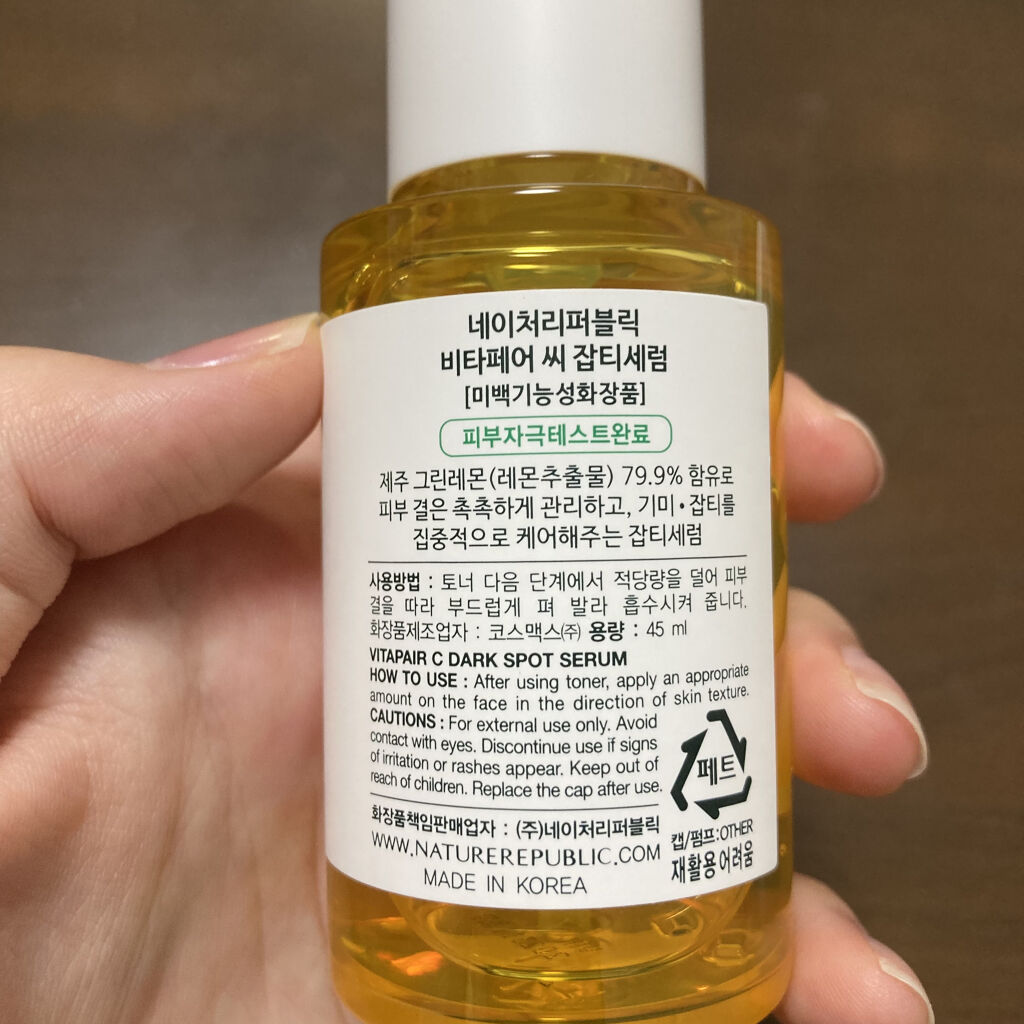 네이처리퍼블릭
비타페어 씨 잡티세럼
[미백기능성화장품]
피부자극테스트완료
제주 그린레몬(레몬추출물) 79.9% 함유로
피부 결은 촉촉하게 관리하고, 기미·잡티를
집중적으로 케어해주는 잡티세럼
사용방법 : 토너 다음 단계에서 적당량을 덜어 피부
결을 따라 부드럽게 펴 발라 흡수시켜 줍니다.
화장품제조업자 : 코스맥스㈜ 용량 : 45 ml
VITAPAIR C DARK SPOT SERUM
HOW TO USE : After using toner, apply an appropriate
amount on the face in the direction of skin texture.
CAUTIONS : For external use only. Avoid
contact with eyes. Discontinue use if signs
of irritation or rashes appear. Keep out of
reach of children. Replace the cap after use.
페트
캡/펌프:OTHER
재활용어려움
화장품책임판매업자 : (주)네이처리퍼블릭
WWW.NATUREREPUBLIC.COM
MADE IN KOREA